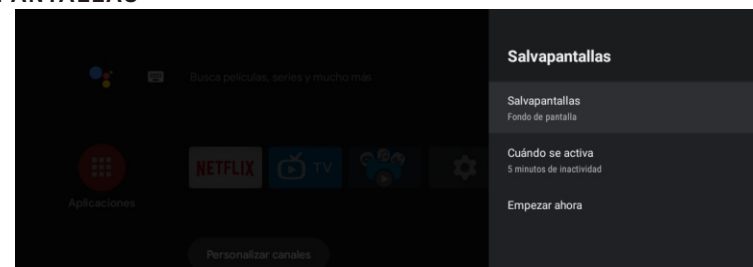 Salvapantallas
Busca películas, series y mucho más
Salvapantallas
Fondo de pantalla
Cuándo se activa
5 minutos de inactividad
NETFLIX
TV
Aplicaciones
Empezar ahora
Personalizar canales